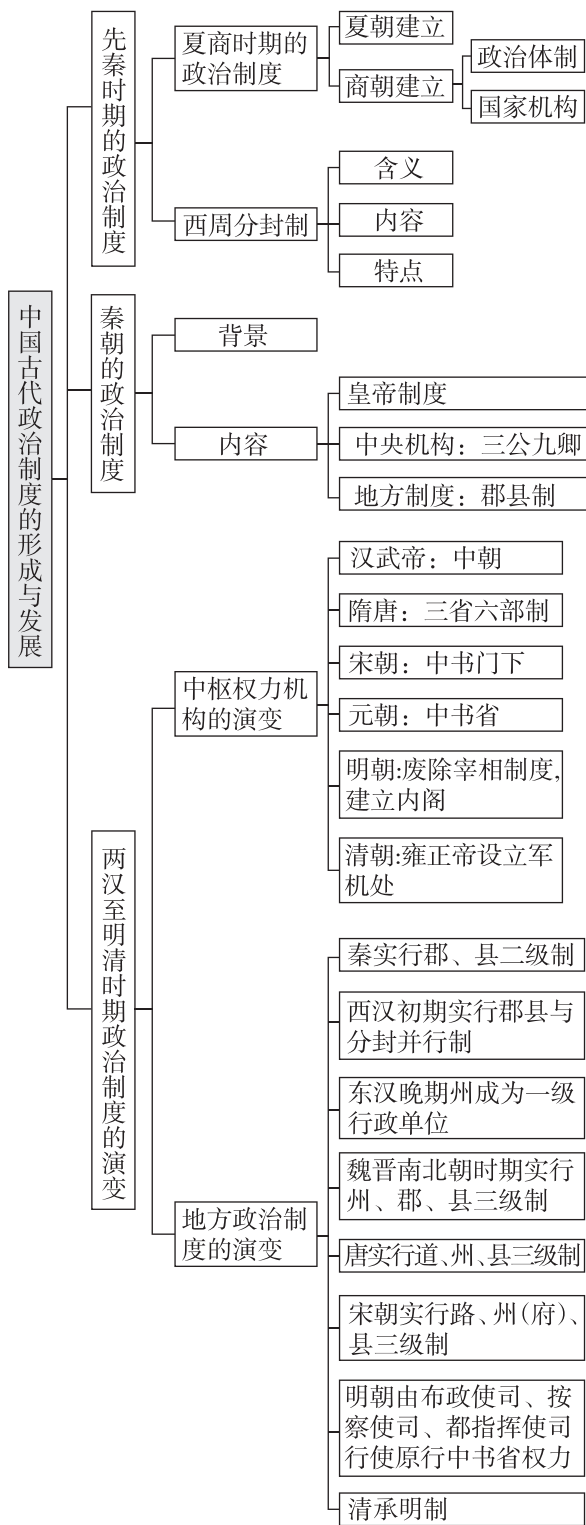 中国古代政治制度的形成与发展
先秦时期的政治制度
夏商时期的
政治制度
夏朝建立
商朝建立
政治体制
国家机构
西周分封制
含义
内容
特点
秦朝的政治制度
背景
内容
皇帝制度
中央机构：三公九卿
地方制度：郡县制
两汉至明清时期政治制度的演变
中枢权力机
构的演变
汉武帝：中朝
隋唐：三省六部制
宋朝：中书门下
元朝：中书省
明朝:废除宰相制度,
建立内阁
清朝:雍正帝设立军
机处
地方政治制
度的演变
秦实行郡、县二级制
西汉初期实行郡县与
分封并行制
东汉晚期州成为一级
行政单位
魏晋南北朝时期实行
州、郡、县三级制
唐实行道、州、县三级制
宋朝实行路、州(府)、
县三级制
明朝由布政使司、按
察使司、都指挥使司
行使原行中书省权力
清承明制